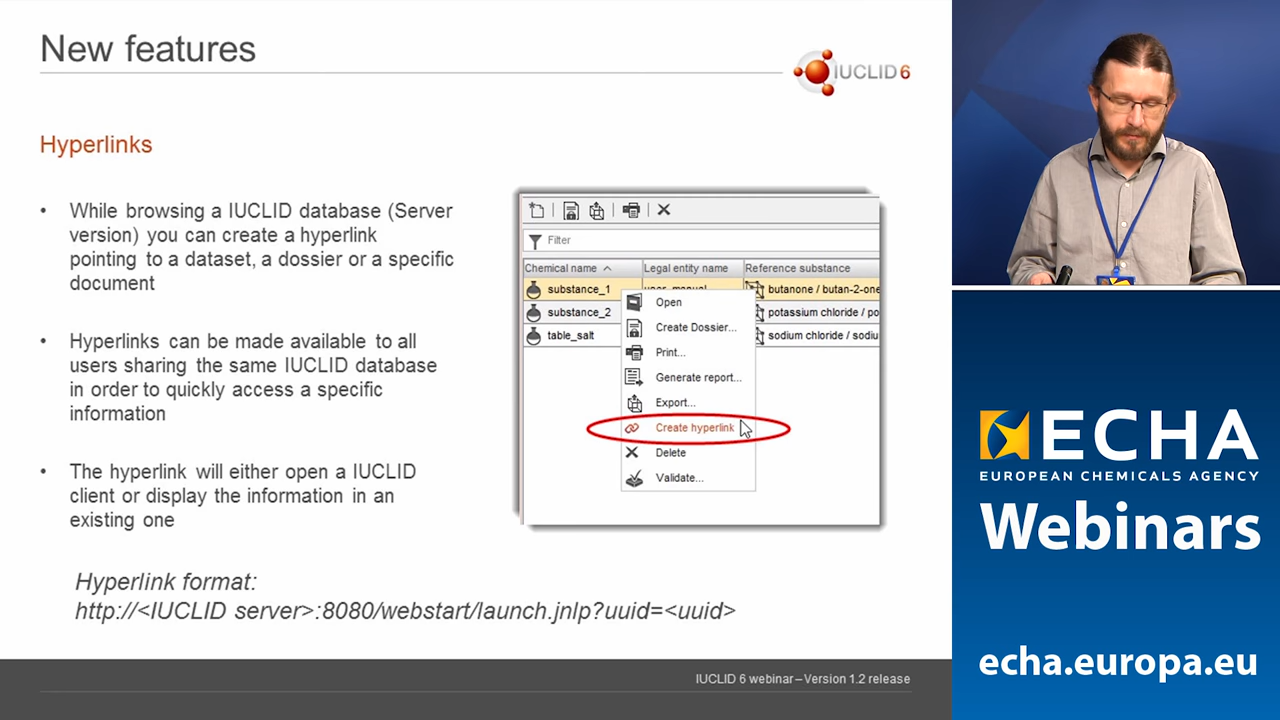 New features
IUCLID 6
Hyperlinks
• While browsing a IUCLID database (Server
version) you can create a hyperlink
pointing to a dataset, a dossier or a specific
document
• Hyperlinks can be made available to all
users sharing the same IUCLID database
in order to quickly access a specific
information
• The hyperlink will either open a IUCLID
client or display the information in an
existing one
Filter
Chemical name Legal entity name Reference substance
substance_1 user_manual butanone / butan-2-one
substance_2 potassium chloride / po
table_salt sodium chloride / sodiu
Open
Create Dossier...
Print...
Generate report...
Export...
Create hyperlink
Delete
Validate...
Hyperlink format:
http://<IUCLID server>:8080/webstart/launch.jnlp?uuid=<uuid>
IUCLID 6 webinar – Version 1.2 release
ECHA
EUROPEAN CHEMICALS AGENCY
Webinars
echa.europa.eu